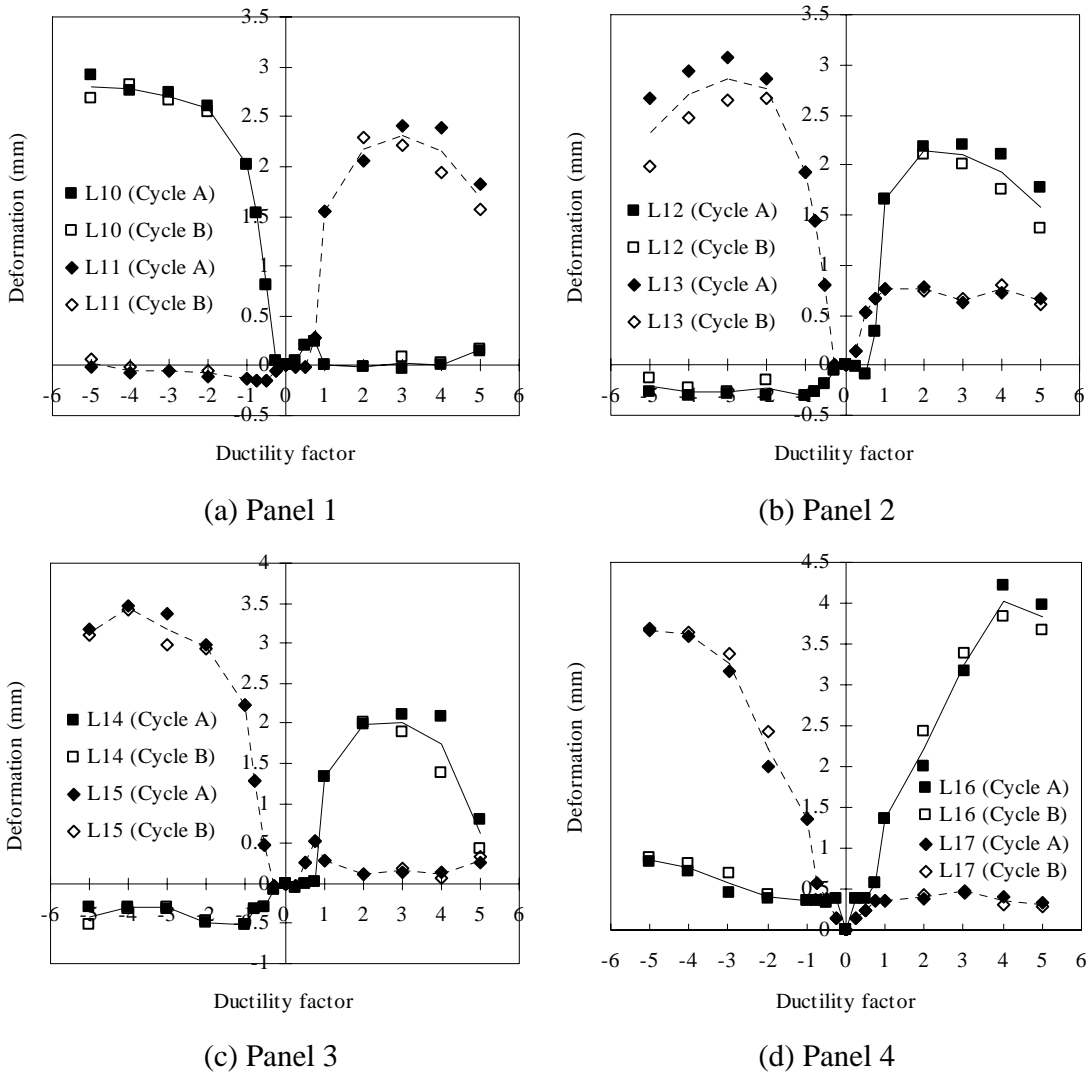 3.5
3
2.5
2
1.5
1
0.5
0
-0.5
Deformation (mm)
L10 (Cycle A)
L10 (Cycle B)
L11 (Cycle A)
L11 (Cycle B)
-6 -5 -4 -3 -2 -1 0 1 2 3 4 5 6
Ductility factor
(a) Panel 1
3.5
3
2.5
2
1.5
1
0.5
0
-0.5
Deformation (mm)
L12 (Cycle A)
L12 (Cycle B)
L13 (Cycle A)
L13 (Cycle B)
-6 -5 -4 -3 -2 -1 0 1 2 3 4 5 6
Ductility factor
(b) Panel 2
4
3.5
3
2.5
2
1.5
1
0.5
0
-0.5
-1
Deformation (mm)
L14 (Cycle A)
L14 (Cycle B)
L15 (Cycle A)
L15 (Cycle B)
-6 -5 -4 -3 -2 -1 0 1 2 3 4 5 6
Ductility factor
(c) Panel 3
4.5
4
3.5
3
2.5
2
1.5
1
0.5
0
Deformation (mm)
L16 (Cycle A)
L16 (Cycle B)
L17 (Cycle A)
L17 (Cycle B)
-6 -5 -4 -3 -2 -1 0 1 2 3 4 5 6
Ductility factor
(d) Panel 4